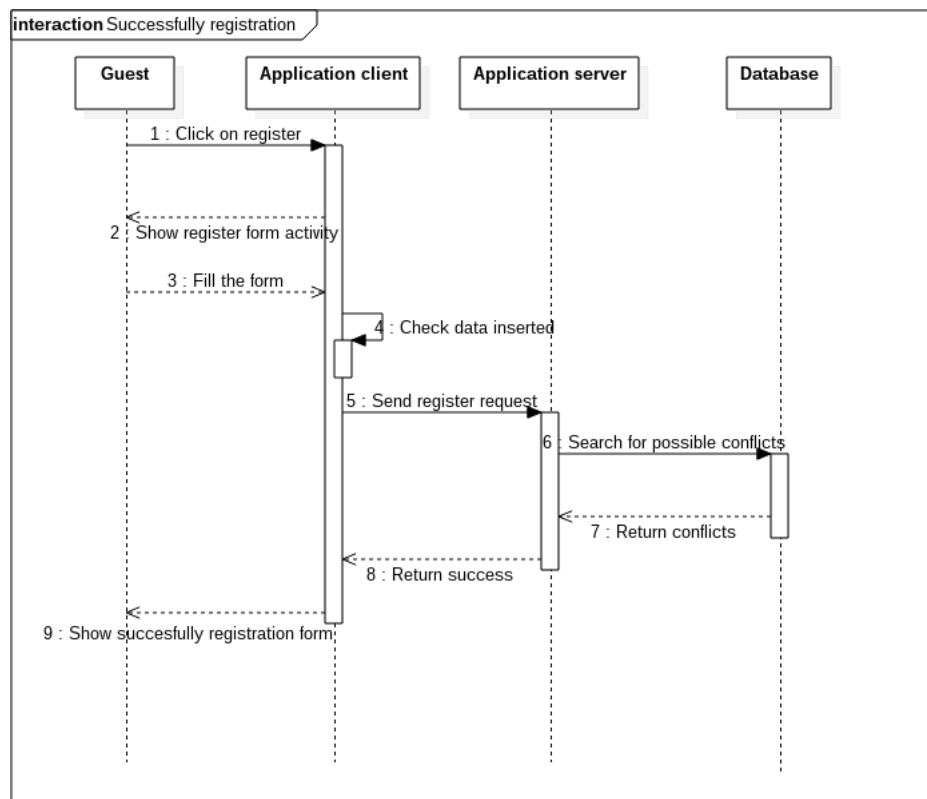 interaction Successfully registration
Guest
Application client
Application server
Database
1 : Click on register
2 : Show register form activity
3 : Fill the form
4 : Check data inserted
5 : Send register request
6 : Search for possible conflicts
7 : Return conflicts
8 : Return success
9 : Show succesfully registration form